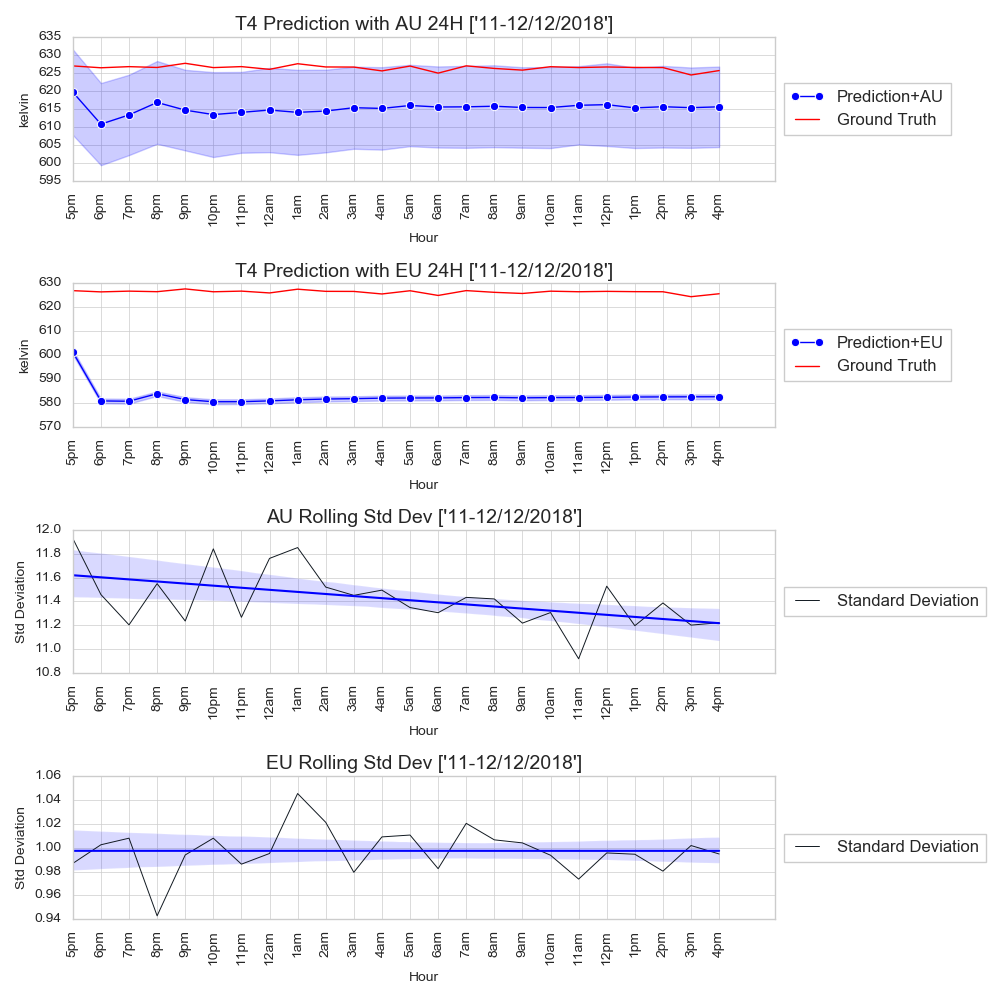 T4 Prediction with AU 24H ['11-12/12/2018']
635
630
625
620
615
610
605
600
595
kelvin
5pm 6pm 7pm 8pm 9pm 10pm 11pm 12am 1am 2am 3am 4am 5am 6am 7am 8am 9am 10am 11am 12pm 1pm 2pm 3pm 4pm
Hour
Prediction+AU
Ground Truth
T4 Prediction with EU 24H ['11-12/12/2018']
630
620
610
600
590
580
570
kelvin
5pm 6pm 7pm 8pm 9pm 10pm 11pm 12am 1am 2am 3am 4am 5am 6am 7am 8am 9am 10am 11am 12pm 1pm 2pm 3pm 4pm
Hour
Prediction+EU
Ground Truth
AU Rolling Std Dev ['11-12/12/2018']
12.0
11.8
11.6
11.4
11.2
11.0
10.8
Std Deviation
5pm 6pm 7pm 8pm 9pm 10pm 11pm 12am 1am 2am 3am 4am 5am 6am 7am 8am 9am 10am 11am 12pm 1pm 2pm 3pm 4pm
Hour
Standard Deviation
EU Rolling Std Dev ['11-12/12/2018']
1.06
1.04
1.02
1.00
0.98
0.96
0.94
Std Deviation
5pm 6pm 7pm 8pm 9pm 10pm 11pm 12am 1am 2am 3am 4am 5am 6am 7am 8am 9am 10am 11am 12pm 1pm 2pm 3pm 4pm
Hour
Standard Deviation